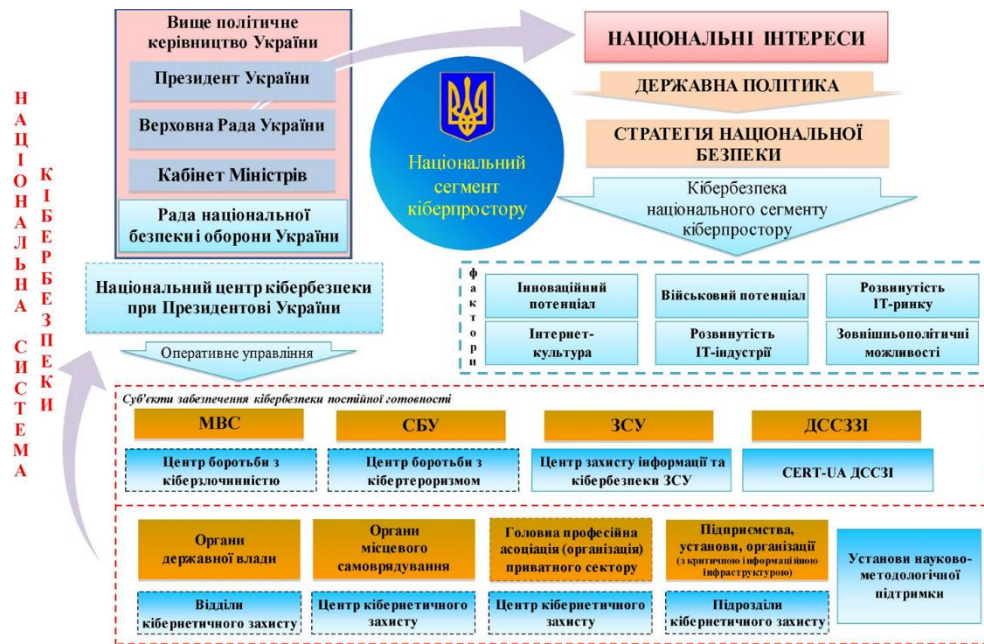 НАЦІОНАЛЬНА СИСТЕМА
КІБЕРБЕЗПЕКИ
Вище політичне
керівництво України
Президент України
Верховна Рада України
Кабінет Міністрів
Рада національної
безпеки і оборони України
Національний центр кібербезпеки
при Президентові України
Оперативне управління
Національний
сегмент
кіберпростору
НАЦІОНАЛЬНІ ІНТЕРЕСИ
ДЕРЖАВНА ПОЛІТИКА
СТРАТЕГІЯ НАЦІОНАЛЬНОЇ
БЕЗПЕКИ
Кібербезпека
національного сегменту
кіберпростору
фактори
Інноваційний
потенціал
Військовий потенціал
Розвинутість
ІТ-ринку
Інтернет-
культура
Розвинутість
ІТ-індустрії
Зовнішньополітичні
можливості
Суб'єкти забезпечення кібербезпеки постійної готовності
МВС
СБУ
ЗСУ
ДССЗЗІ
Центр боротьби з
кіберзлочинністю
Центр боротьби з
кібертероризмом
Центр захисту інформації та
кібербезпеки ЗСУ
CERT-UA ДССЗІ
Органи
державної влади
Органи
місцевого
самоврядування
Головна професійна
асоціація (організація)
приватного сектору
Підприємства,
установи, організації
(з критичною інформаційною
інфраструктурою)
Установи науково-
методологічної
підтримки
Відділи
кібернетичного захисту
Центр кібернетичного
захисту
Центр кібернетичного
захисту
Підрозділи
кібернетичного захисту